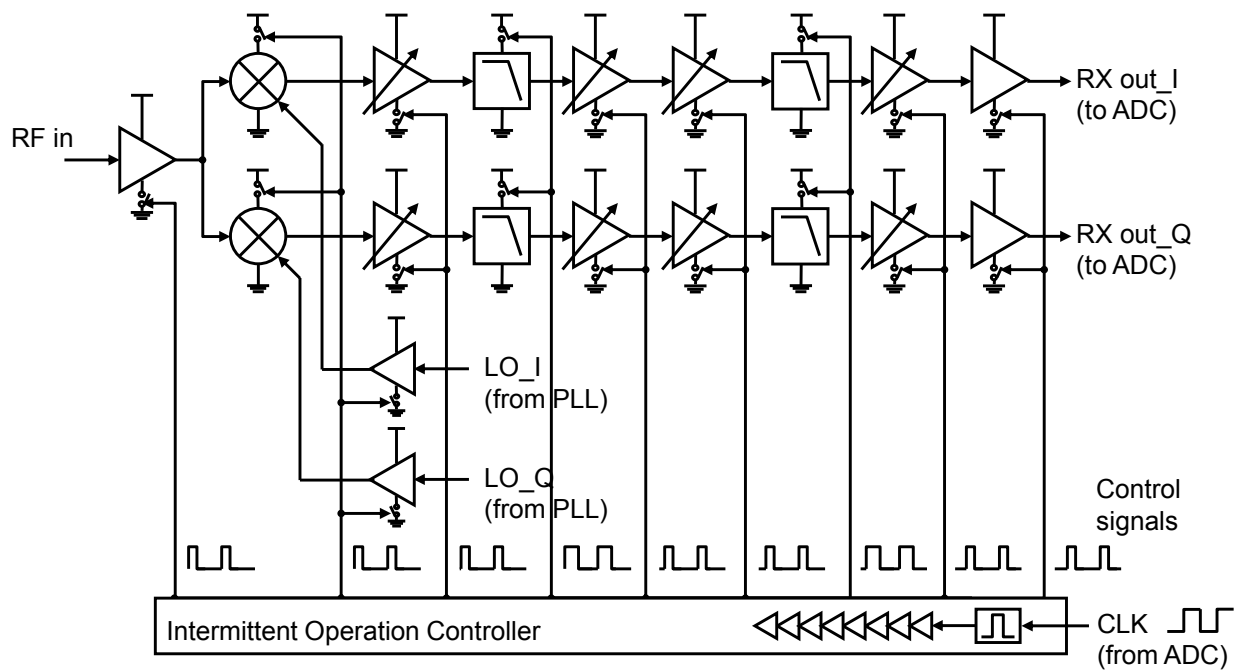 RX out_I
(to ADC)
RF in
RX out_Q
(to ADC)
LO_I
(from PLL)
LO_Q
(from PLL)
Control
signals
Intermittent Operation Controller
CLK
(from ADC)